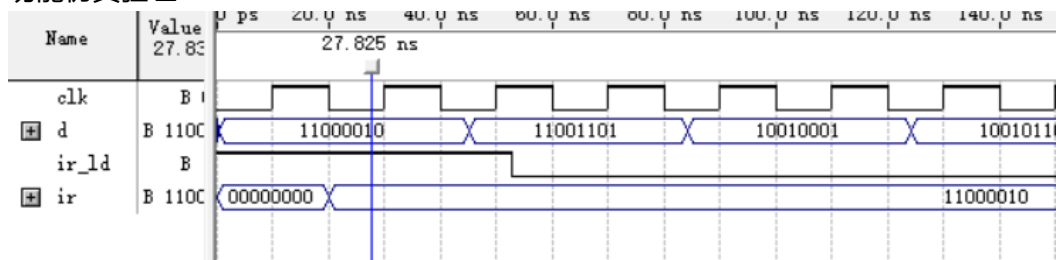 0 ps 20.0 ns 40.0 ns 60.0 ns 80.0 ns 100.0 ns 120.0 ns 140.0 ns
Name Value
27.83
27.825 ns
clk B
d B 1100 11000010 11001101 10010001 1001011
ir_ld B
ir B 1100 00000000 11000010